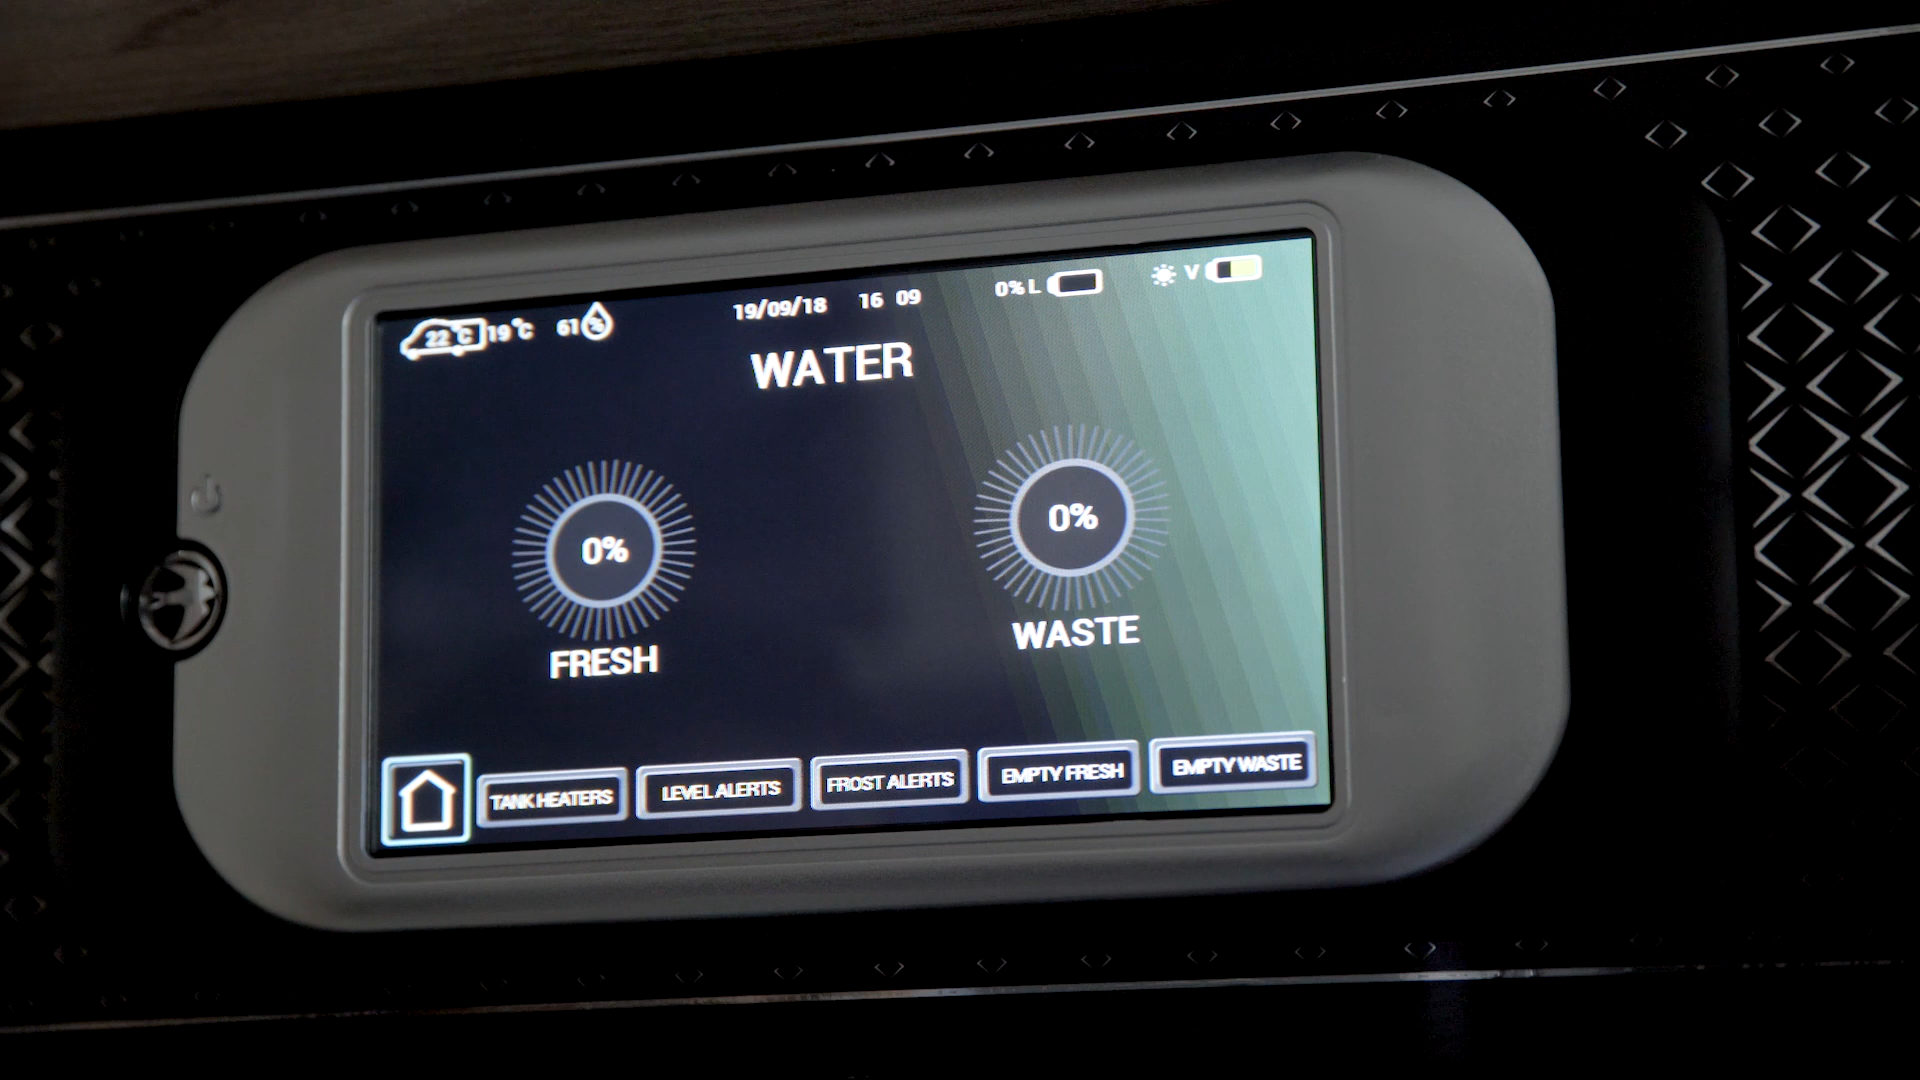 22°C 19°C 61% 19/09/18 16 09 0% L V
WATER
0% 0%
FRESH WASTE
TANK HEATERS LEVEL ALERTS FROST ALERTS EMPTY FRESH EMPTY WASTE